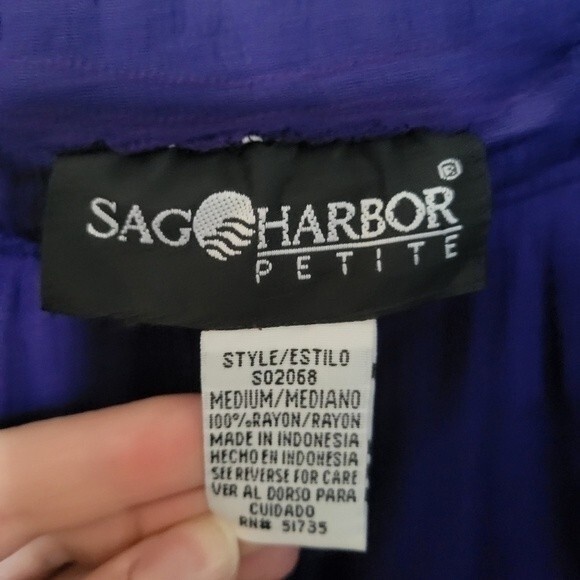 SAG HARBOR®
PETITE
STYLE/ESTILO
S02068
MEDIUM/MEDIANO
100% RAYON/RAYON
MADE IN INDONESIA
HECHO EN INDONESIA
SEE REVERSE FOR CARE
VER AL DORSO PARA
CUIDADO
RN# 51735